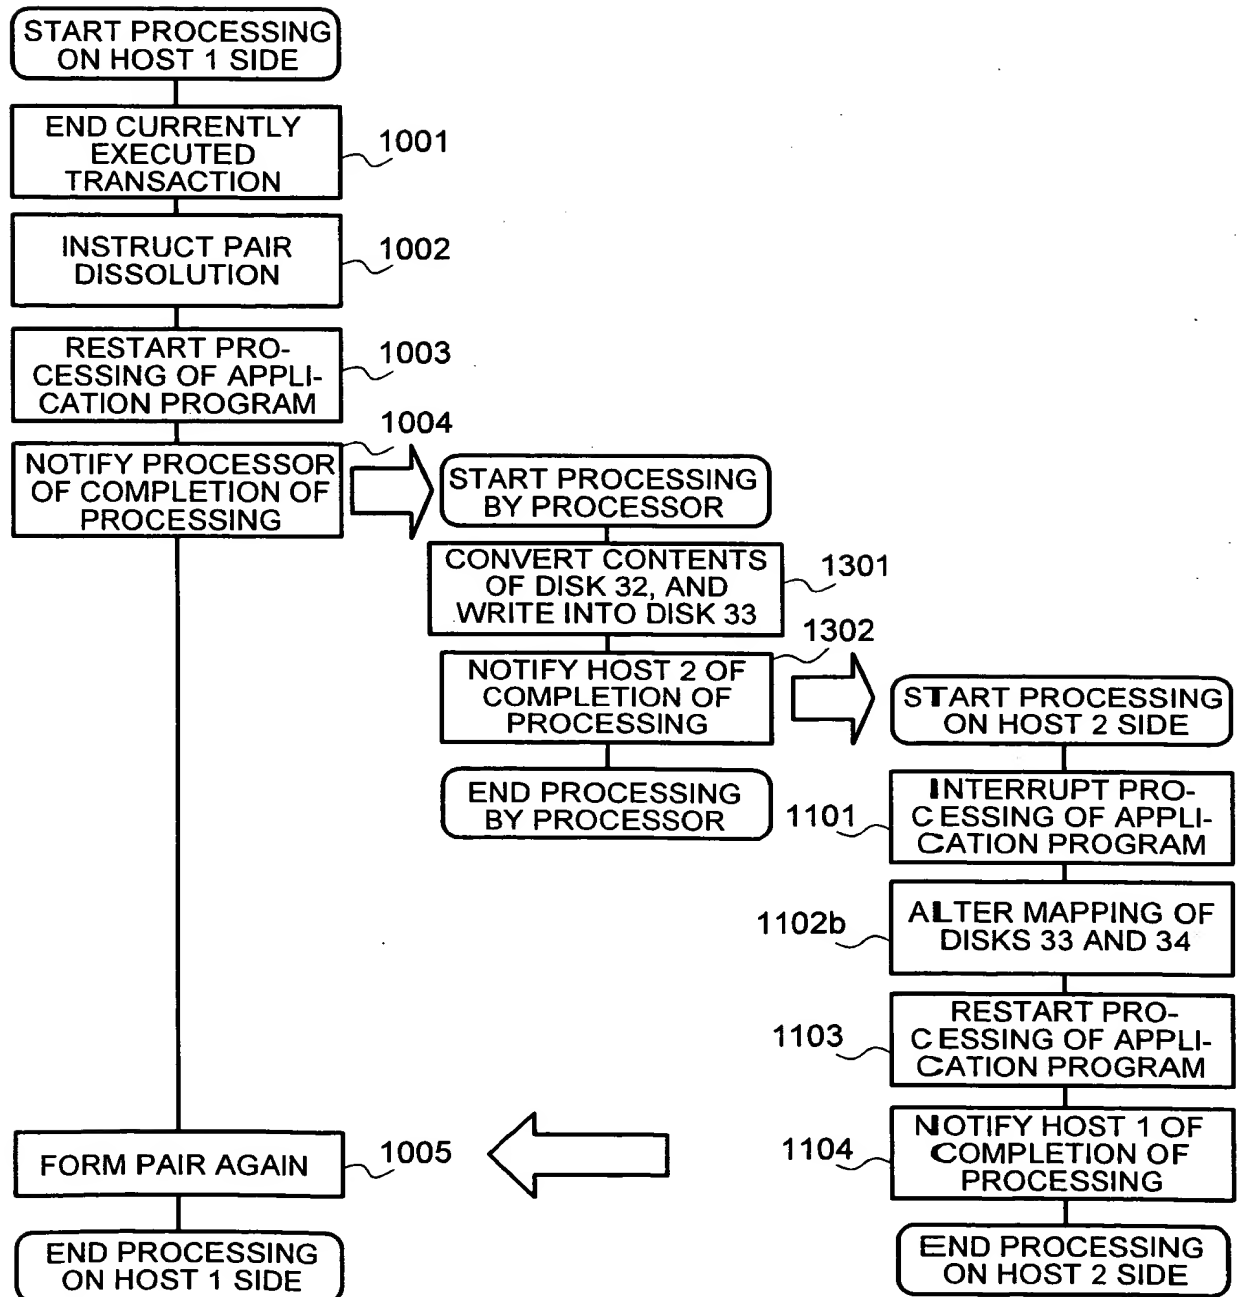 START PROCESSING
ON HOST 1 SIDE
END CURRENTLY
EXECUTED
TRANSACTION
1001
INSTRUCT PAIR
DISSOLUTION
1002
RESTART PRO-
CESSING OF APPLI-
CATION PROGRAM
1003
NOTIFY PROCESSOR
OF COMPLETION OF
PROCESSING
1004
START PROCESSING
BY PROCESSOR
CONVERT CONTENTS
OF DISK 32, AND
WRITE INTO DISK 33
1301
NOTIFY HOST 2 OF
COMPLETION OF
PROCESSING
1302
END PROCESSING
BY PROCESSOR
START PROCESSING
ON HOST 2 SIDE
INTERRUPT PRO-
CESSING OF APPLI-
CATION PROGRAM
1101
ALTER MAPPING OF
DISKS 33 AND 34
1102b
RESTART PRO-
CESSING OF APPLI-
CATION PROGRAM
1103
NOTIFY HOST 1 OF
COMPLETION OF
PROCESSING
1104
END PROCESSING
ON HOST 2 SIDE
FORM PAIR AGAIN
1005
END PROCESSING
ON HOST 1 SIDE